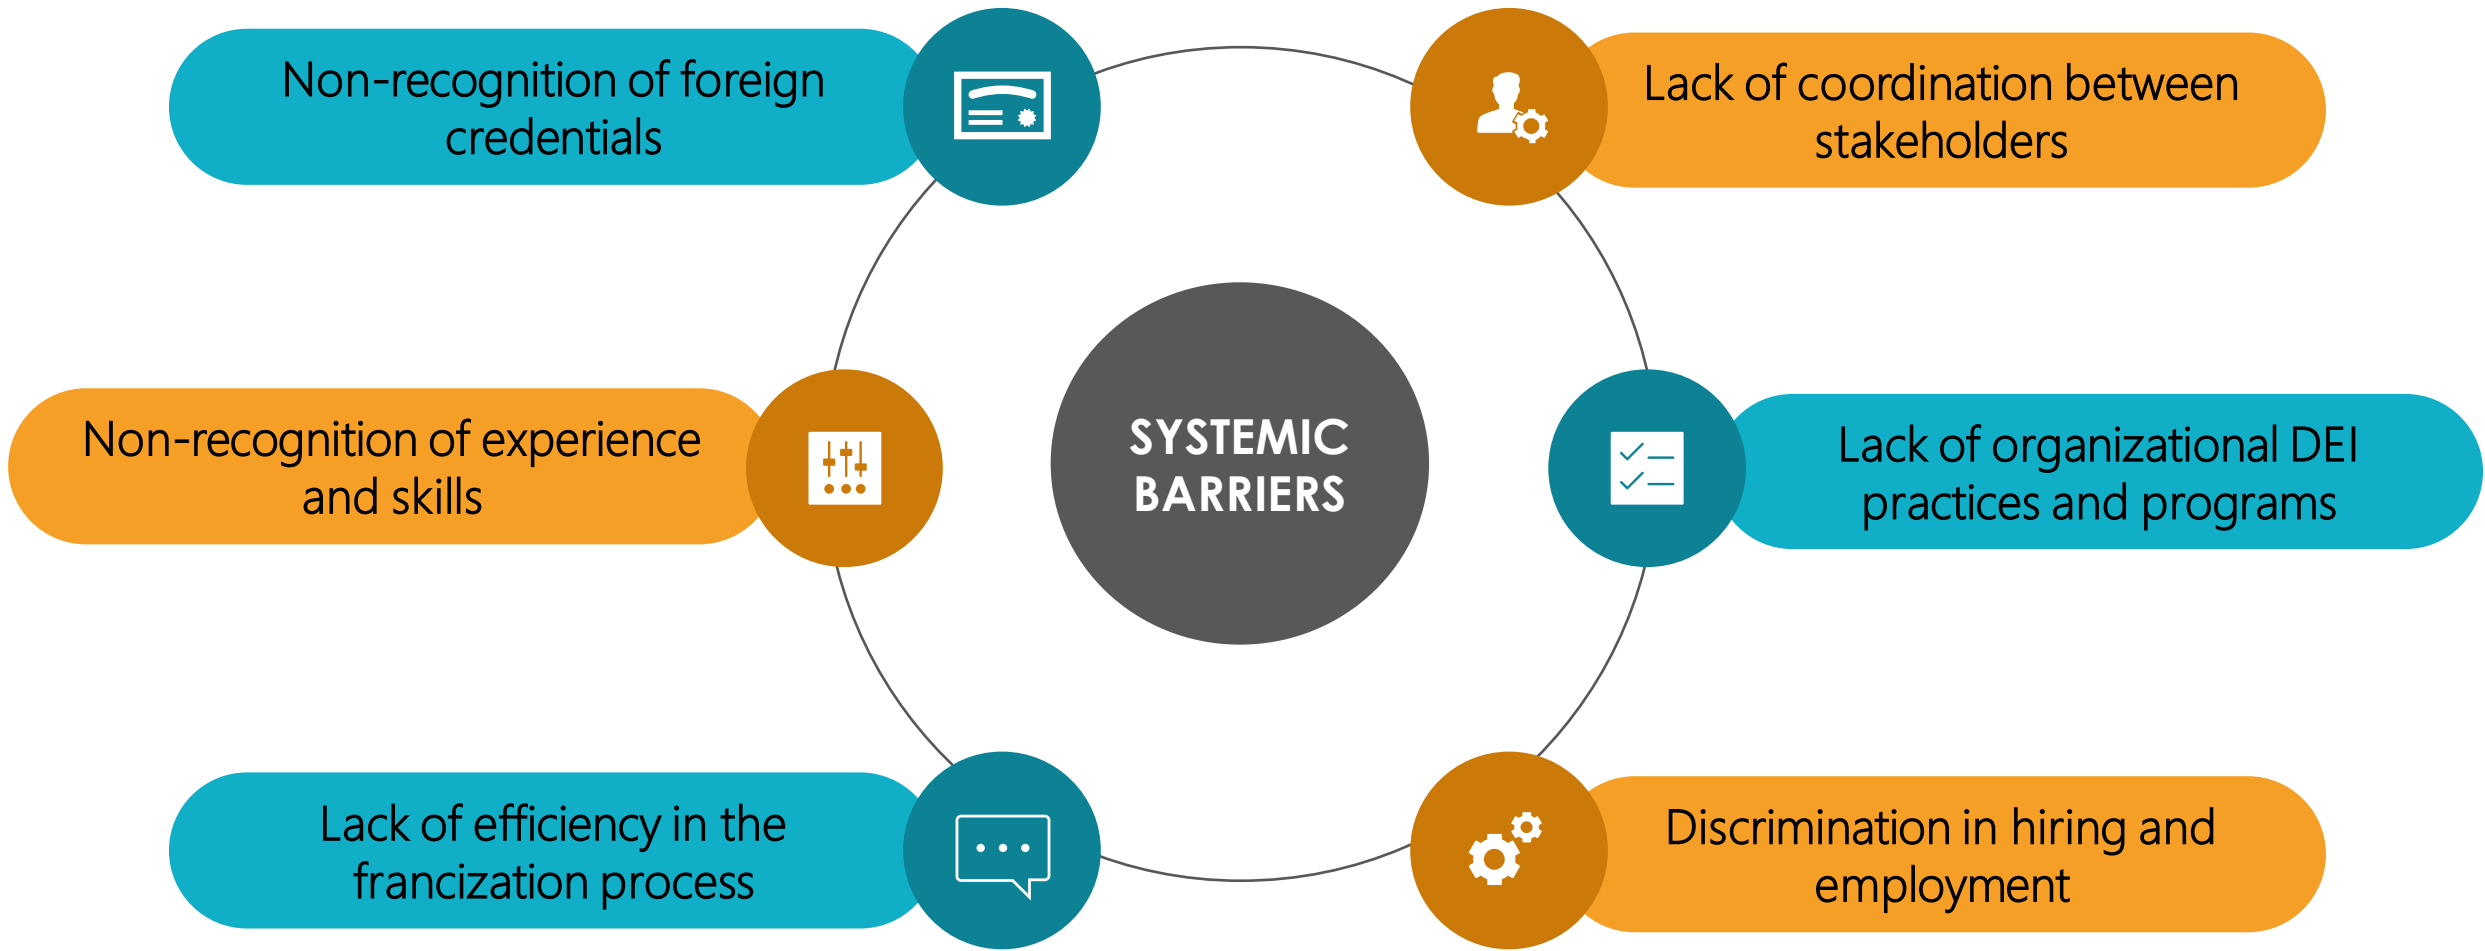 Non-recognition of foreign
credentials
Lack of coordination between
stakeholders
Non-recognition of experience
and skills
SYSTEMIC
BARRIERS
Lack of organizational DEI
practices and programs
Lack of efficiency in the
francization process
Discrimination in hiring and
employment